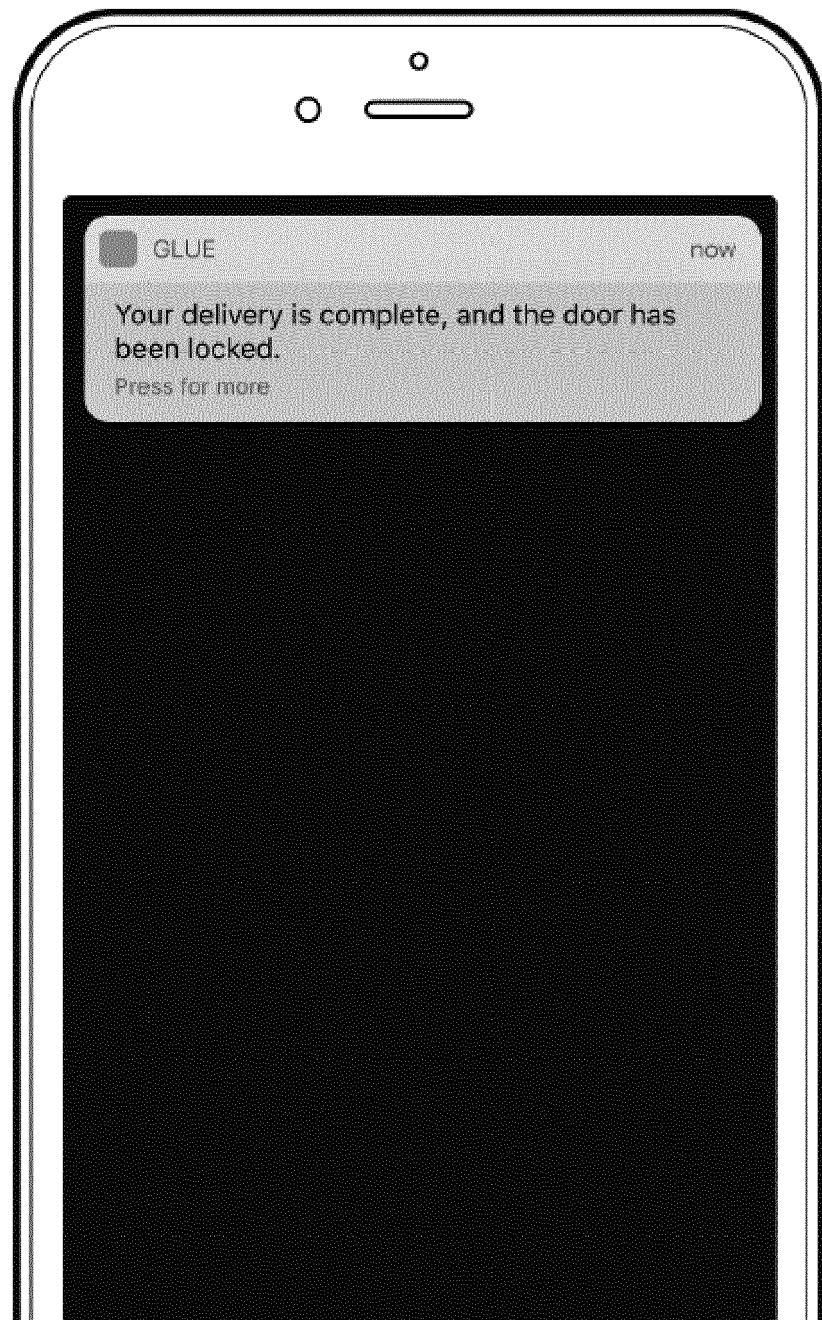 GLUE now
Your delivery is complete, and the door has
been locked.
Press for more